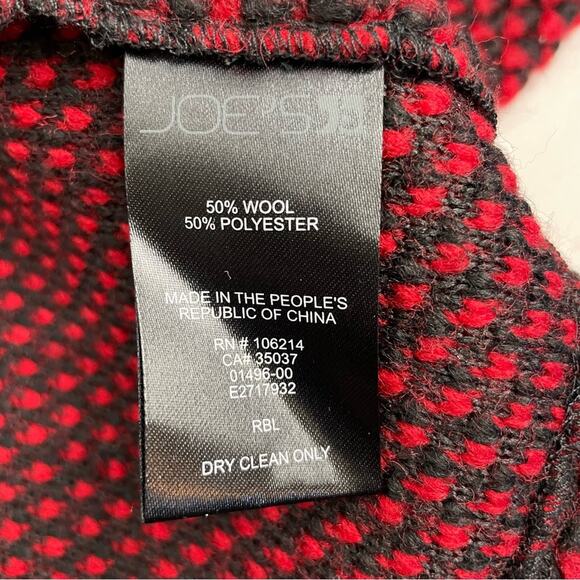 JOE'S
50% WOOL
50% POLYESTER
MADE IN THE PEOPLE'S
REPUBLIC OF CHINA
RN# 106214
CA# 35037
01496-00
E2717932
RBL
DRY CLEAN ONLY